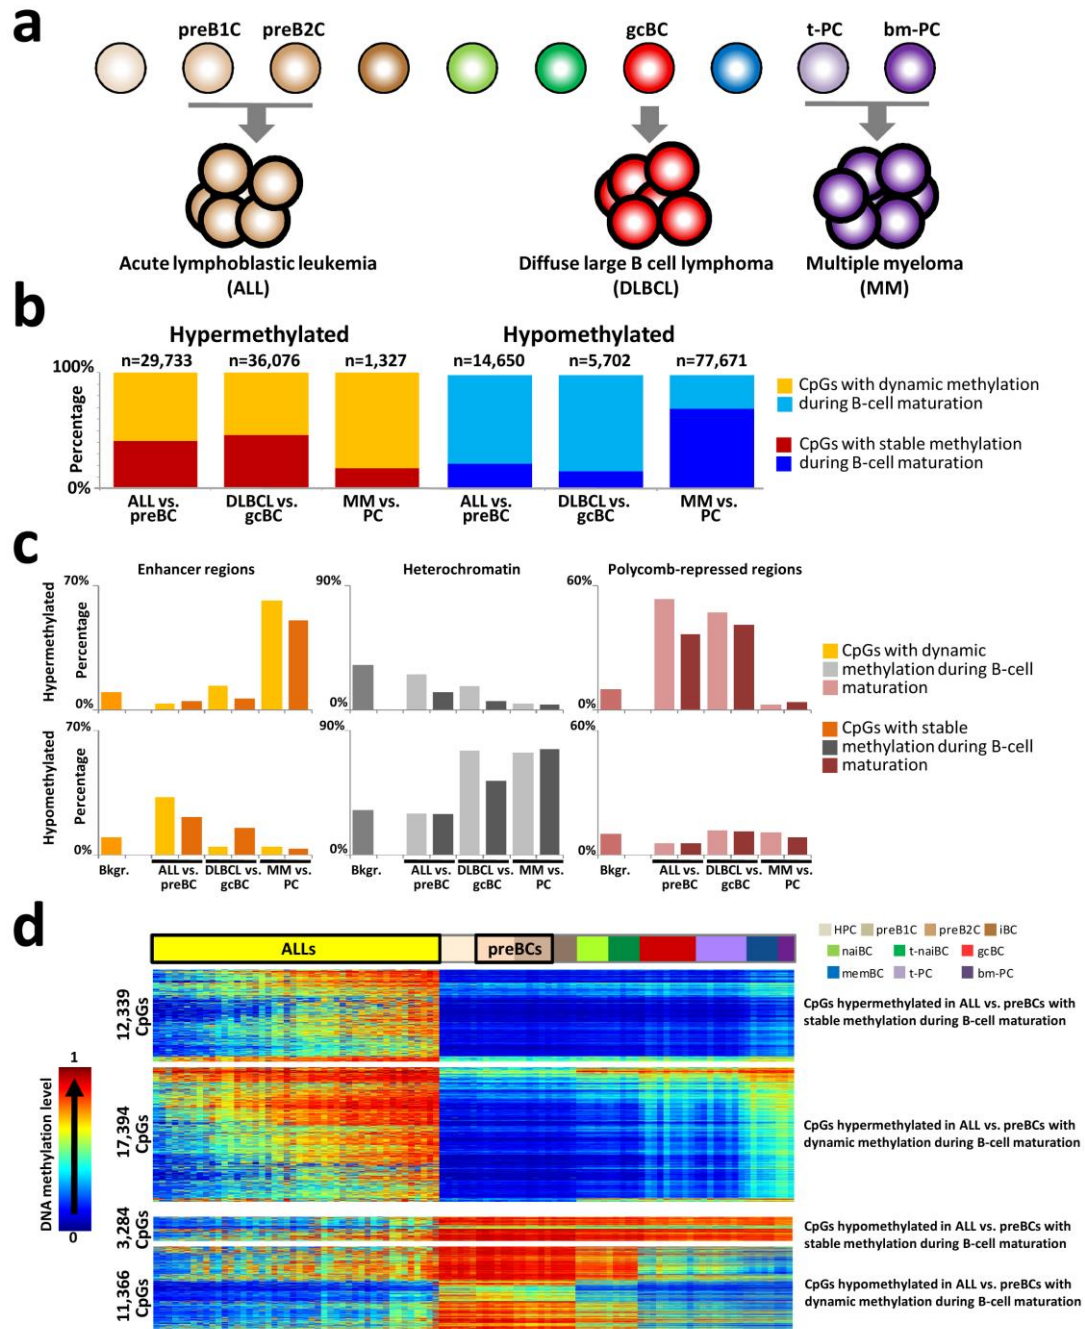 a
preB1C preB2C gcBC t-PC bm-PC
Acute lymphoblastic leukemia
(ALL)
Diffuse large B cell lymphoma
(DLBCL)
Multiple myeloma
(MM)
b
Hypermethylated Hypomethylated
n=29,733 n=36,076 n=1,327 n=14,650 n=5,702 n=77,671
100%
Percentage
0%
ALL vs.
preBC
DLBCL vs.
gcBC
MM vs.
PC
ALL vs.
preBC
DLBCL vs.
gcBC
MM vs.
PC
CpGs with dynamic methylation
during B-cell maturation
CpGs with stable methylation
during B-cell maturation
c
Enhancer regions Heterochromatin Polycomb-repressed regions
Hypermethylated
Percentage
70%
0%
90%
0%
60%
0%
Hypomethylated
Percentage
70%
0%
90%
0%
60%
0%
Bkgr.
ALL vs.
preBC
DLBCL vs.
gcBC
MM vs.
PC
Bkgr.
ALL vs.
preBC
DLBCL vs.
gcBC
MM vs.
PC
Bkgr.
ALL vs.
preBC
DLBCL vs.
gcBC
MM vs.
PC
CpGs with dynamic
methylation during B-cell
maturation
CpGs with stable
methylation during B-cell
maturation
d
ALLs preBCs
HPC preB1C preB2C iBC
naiBC t-naiBC gcBC
memBC t-PC bm-PC
12,339
CpGs
CpGs hypermethylated in ALL vs. preBCs with
stable methylation during B-cell maturation
17,394
CpGs
CpGs hypermethylated in ALL vs. preBCs with
dynamic methylation during B-cell maturation
3,284
CpGs
CpGs hypomethylated in ALL vs. preBCs with
stable methylation during B-cell maturation
11,366
CpGs
CpGs hypomethylated in ALL vs. preBCs with
dynamic methylation during B-cell maturation
DNA methylation level
1
0